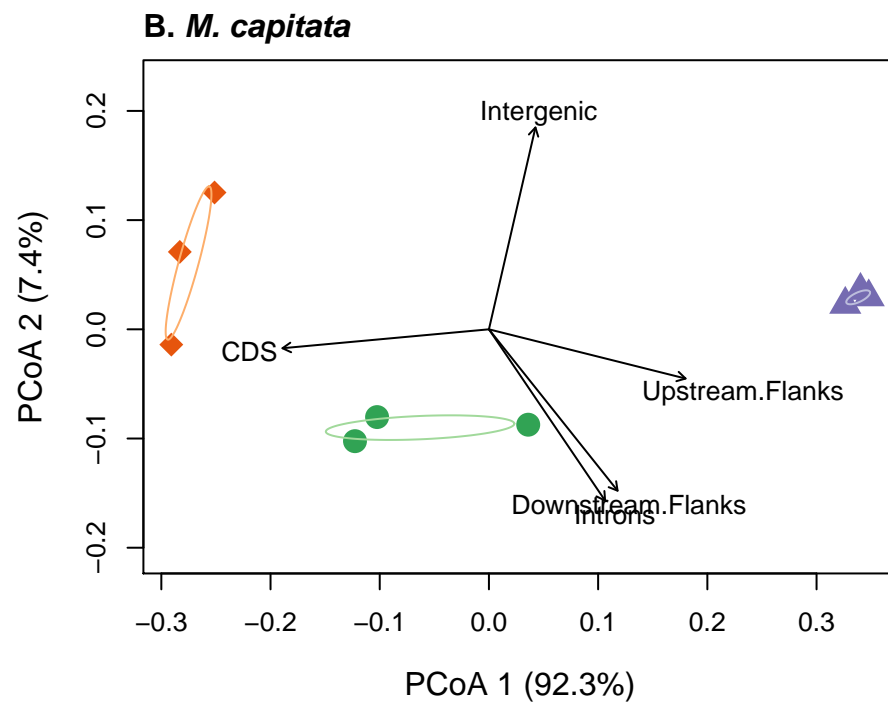 B. M. capitata
PCoA 2 (7.4%)
0.2
0.1
0.0
−0.1
−0.2
Intergenic
CDS
Upstream.Flanks
Downstream.Flanks
Introns
−0.3
−0.1
0.0
0.1
0.2
0.3
PCoA 1 (92.3%)